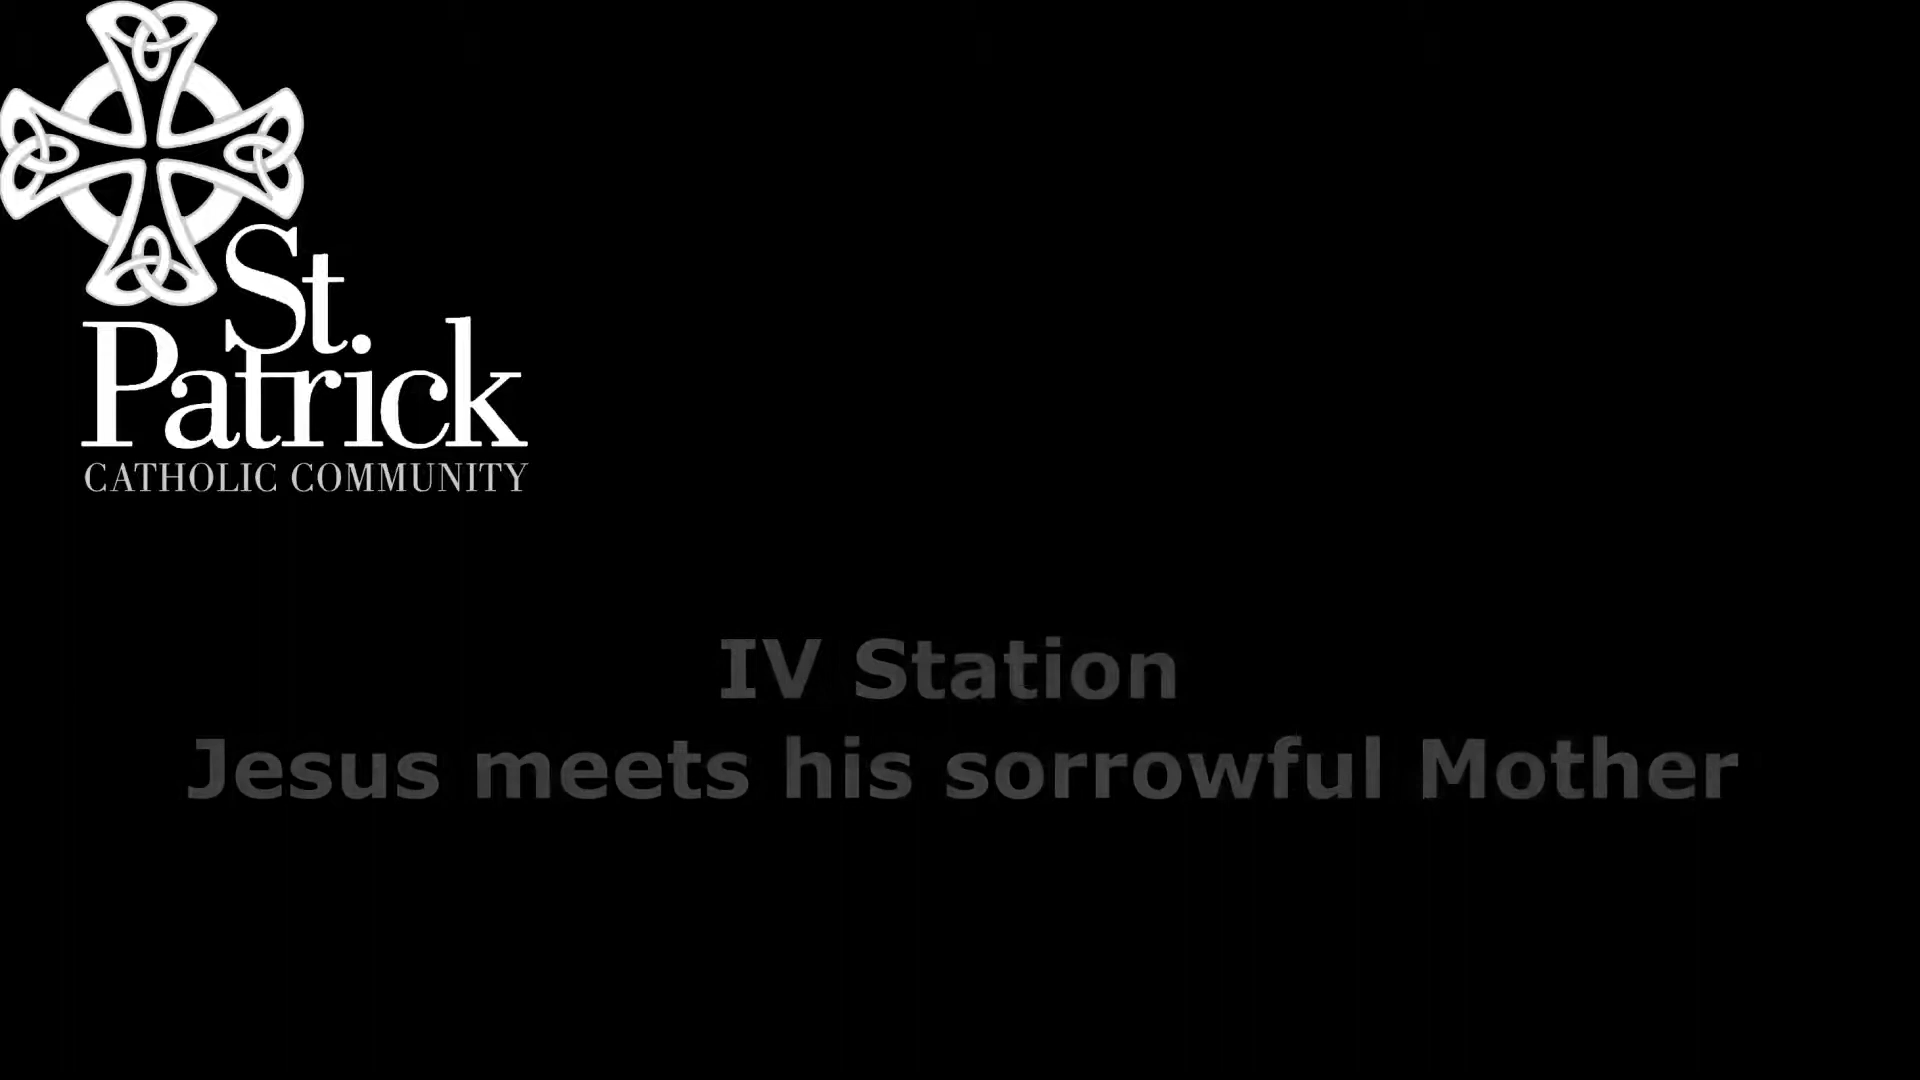 St.
Patrick
CATHOLIC COMMUNITY
IV Station
Jesus meets his sorrowful Mother